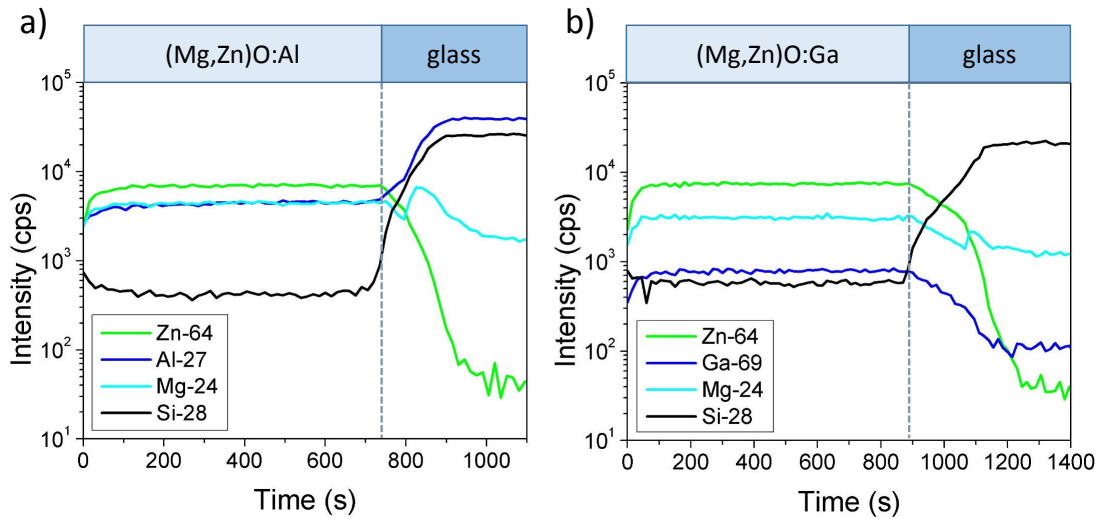 a)
(Mg,Zn)O:Al
glass
10^5
10^4
10^3
10^2
10^1
Intensity (cps)
Zn-64
Al-27
Mg-24
Si-28
0 200 400 600 800 1000
Time (s)
b)
(Mg,Zn)O:Ga
glass
10^5
10^4
10^3
10^2
10^1
Intensity (cps)
Zn-64
Ga-69
Mg-24
Si-28
0 200 400 600 800 1000 1200 1400
Time (s)